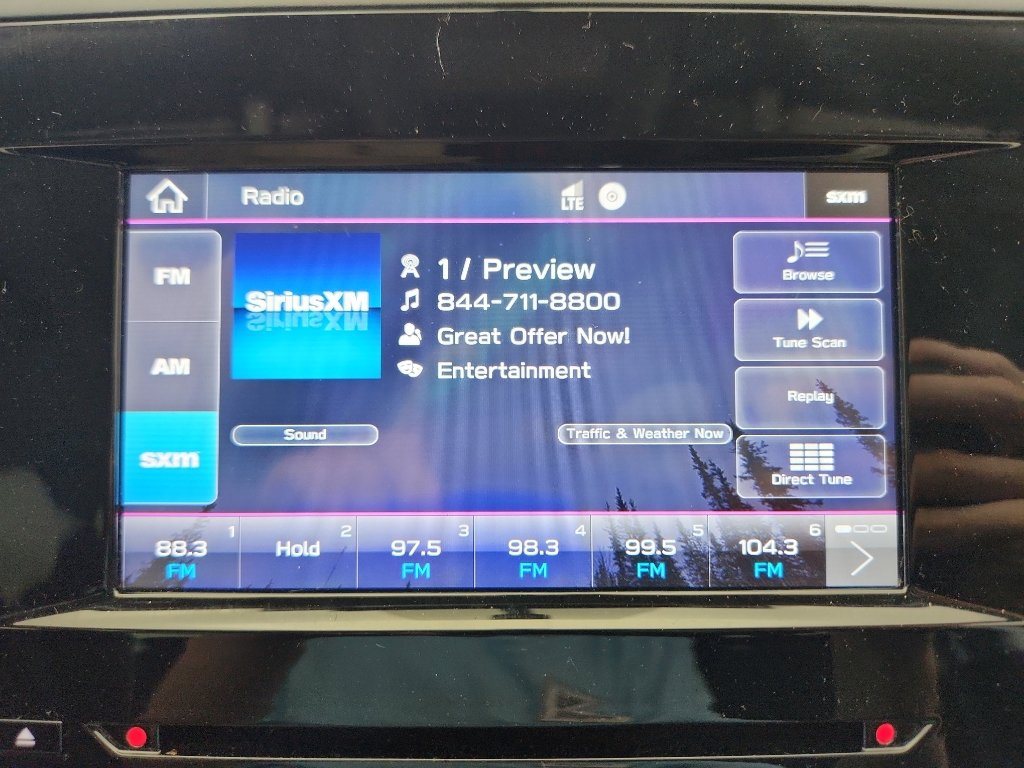 Radio
LTE
sxm
FM
AM
sxm
SiriusXM
1 / Preview
844-711-8800
Great Offer Now!
Entertainment
Sound
Traffic & Weather Now
Browse
Tune Scan
Replay
Direct Tune
1
88.3
FM
2
Hold
3
97.5
FM
4
98.3
FM
5
99.5
FM
6
104.3
FM